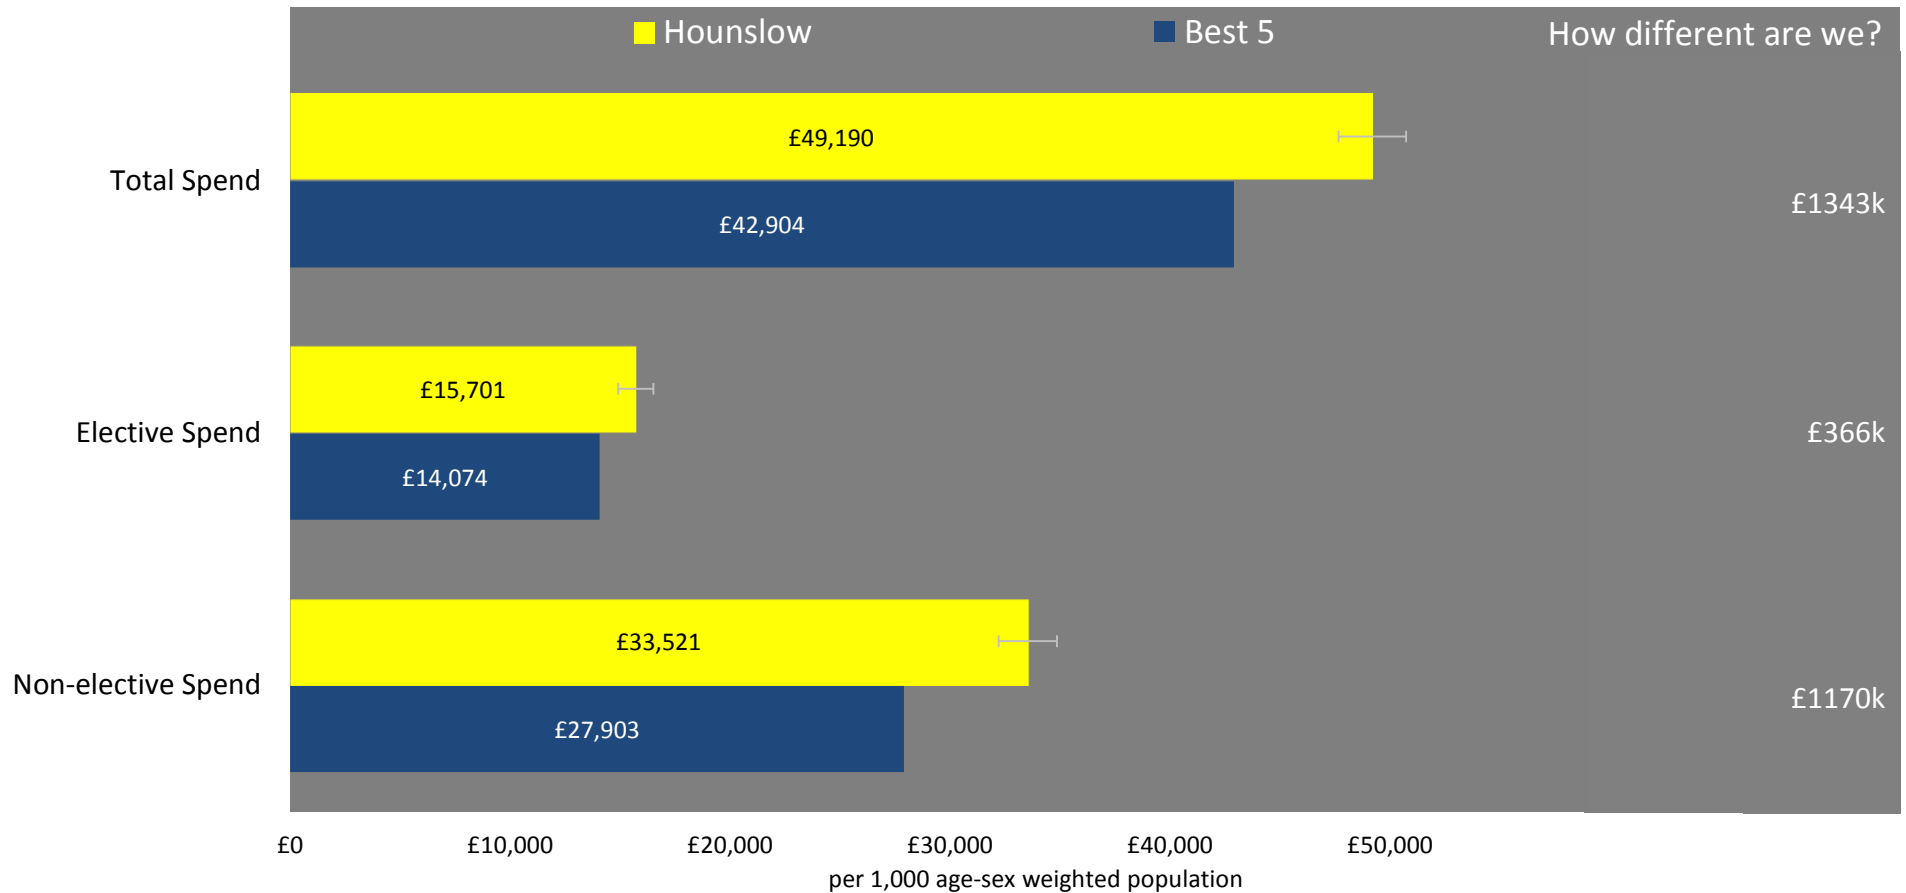 Hounslow Best 5 How different are we?
£49,190
Total Spend
£42,904
£1343k
£15,701
Elective Spend
£366k
£14,074
£33,521
Non-elective Spend
£1170k
£27,903
£0 £10,000 £20,000 £30,000 £40,000 £50,000
per 1,000 age-sex weighted population